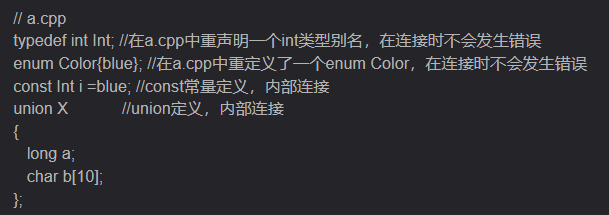 // a.cpp
typedef int Int; //在a.cpp中重声明一个int类型别名，在连接时不会发生错误
enum Color{blue}; //在a.cpp中重定义了一个enum Color，在连接时不会发生错误
const Int i =blue; //const常量定义，内部连接
union X //union定义，内部连接
{
long a;
char b[10];
};